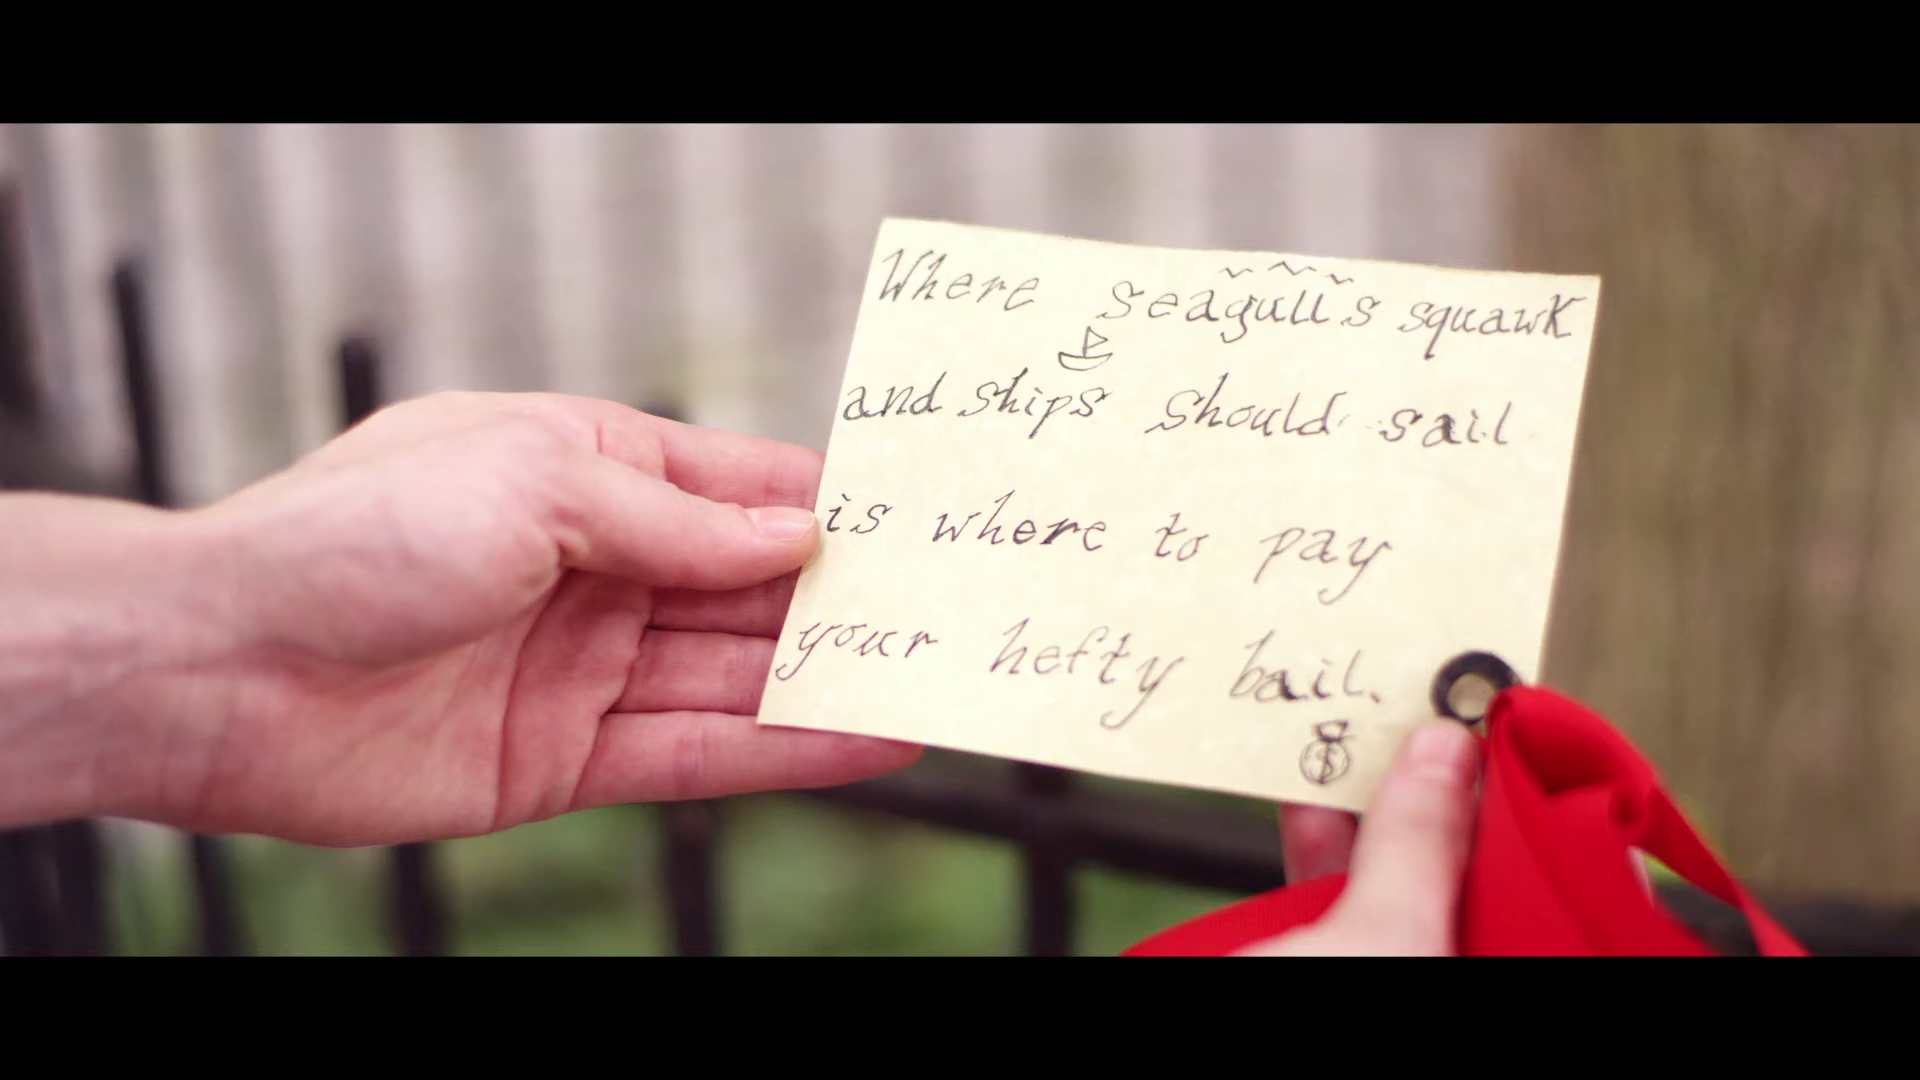 Where seagulls squawk
and ships should sail
is where to pay
your hefty bail.